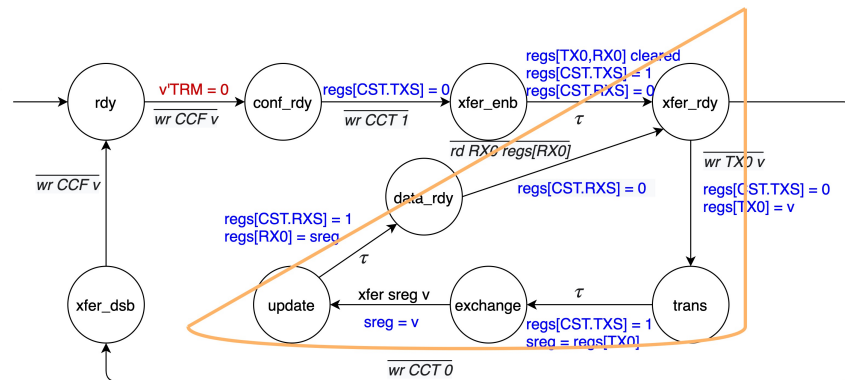 regs[TX0,RX0] cleared
regs[CST.TXS] = 1
regs[CST.RXS] = 0
v'TRM = 0
regs[CST.TXS] = 0
rdy
conf_rdy
xfer_enb
xfer_rdy
wr CCF v
wr CCT 1
τ
rd RX0 regs[RX0]
wr TX0 v
wr CCF v
data_rdy
regs[CST.RXS] = 0
regs[CST.TXS] = 0
regs[TX0] = v
regs[CST.RXS] = 1
regs[RX0] = sreg
τ
xfer_dsb
update
xfer sreg v
exchange
τ
trans
sreg = v
regs[CST.TXS] = 1
sreg = regs[TX0]
wr CCT 0